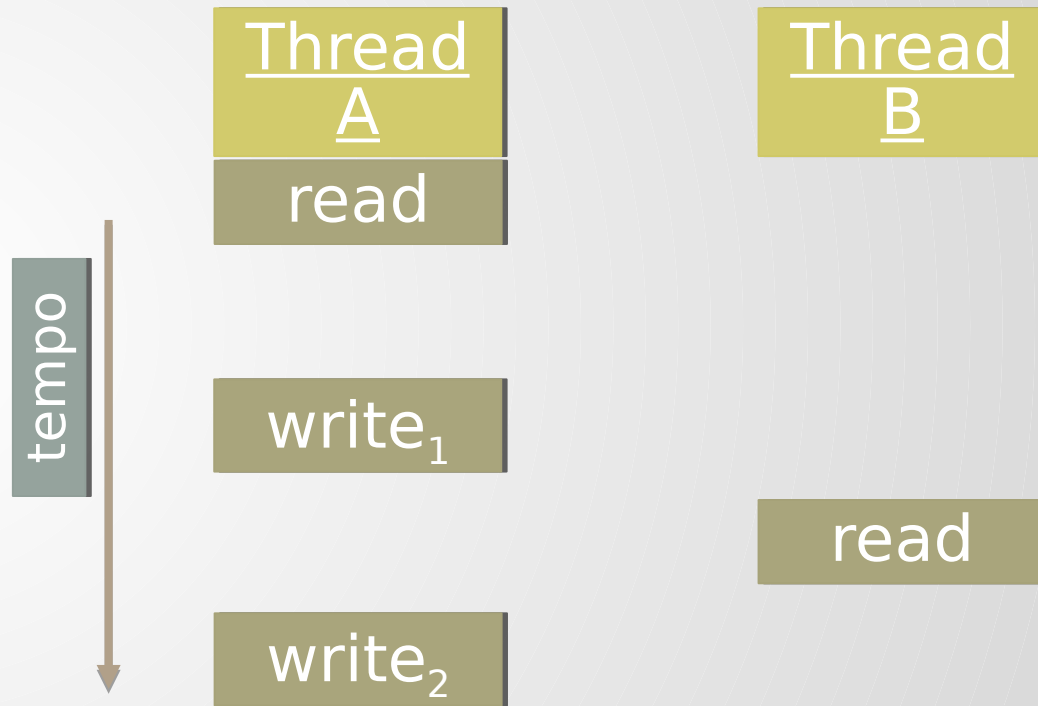 Thread
A
Thread
B
read
tempo
write₁
read
write₂